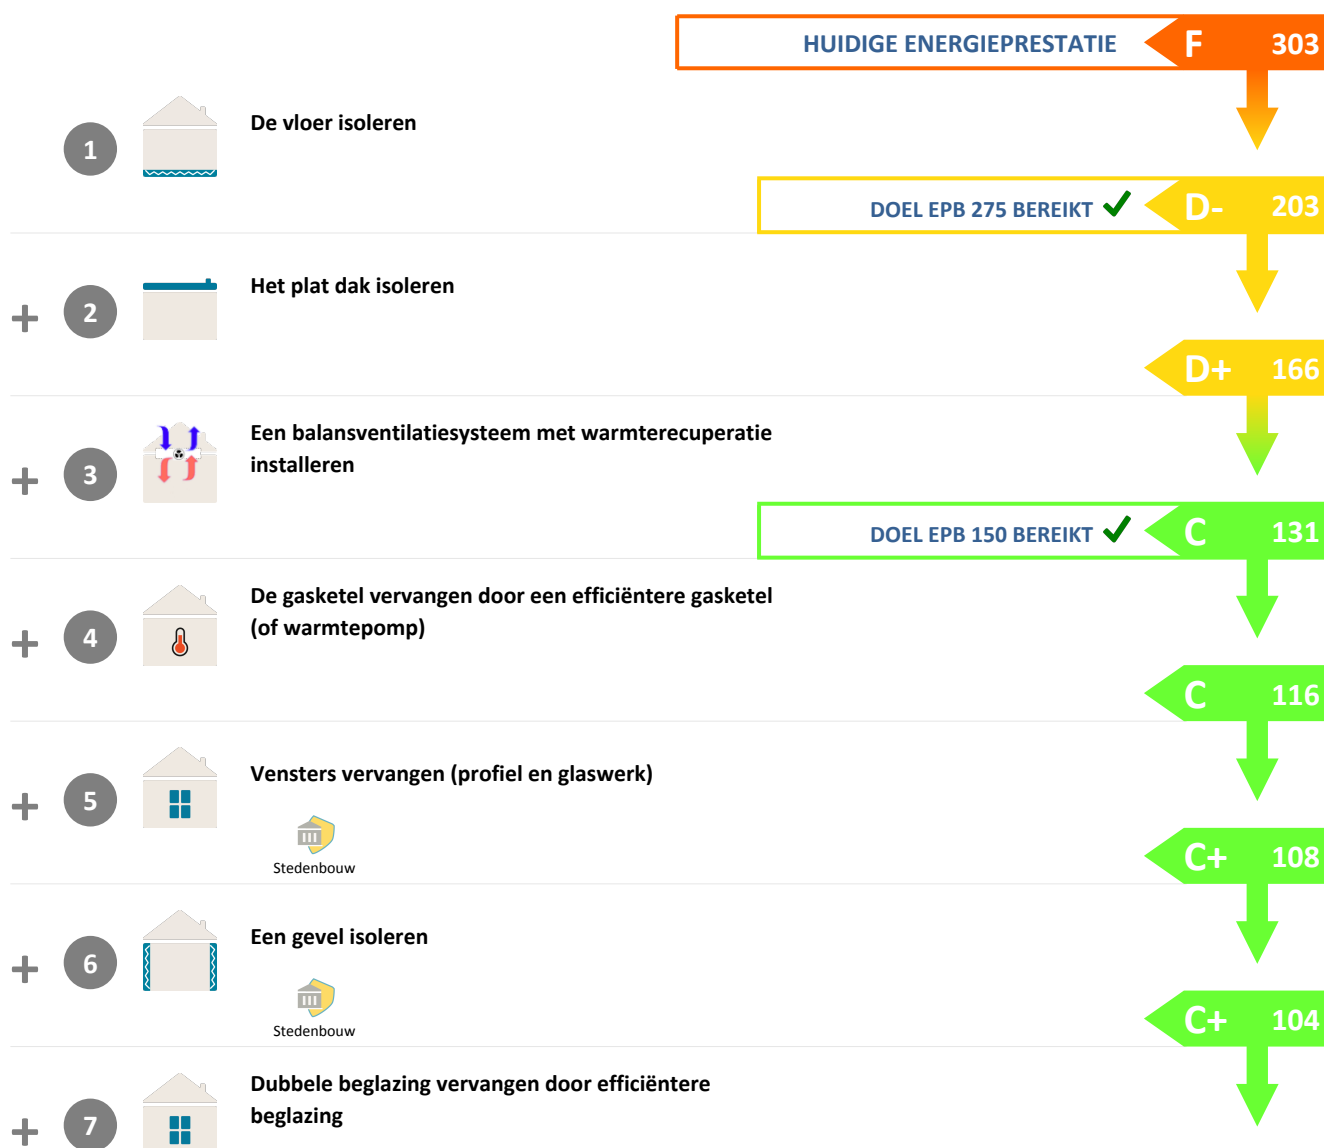 HUIDIGE ENERGIEPRESTATIE F 303
1 De vloer isoleren
DOEL EPB 275 BEREIKT D- 203
+ 2 Het plat dak isoleren
D+ 166
+ 3 Een balansventilatiesysteem met warmterecuperatie
installeren
DOEL EPB 150 BEREIKT C 131
+ 4 De gasketel vervangen door een efficiëntere gasketel
(of warmtepomp)
C 116
+ 5 Vensters vervangen (profiel en glaswerk)
Stedenbouw
C+ 108
+ 6 Een gevel isoleren
Stedenbouw
C+ 104
+ 7 Dubbele beglazing vervangen door efficiëntere
beglazing